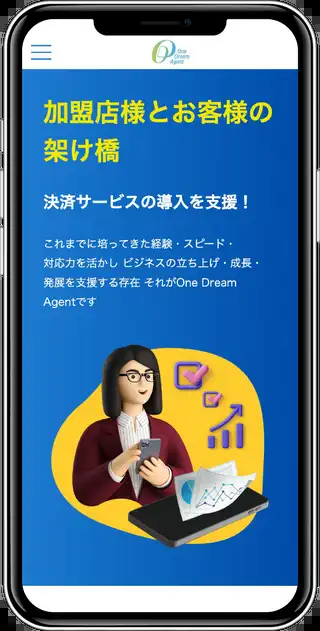 One
Dream
Agent
加盟店様とお客様の
架け橋
決済サービスの導入を支援！
これまでに培ってきた経験・スピード・
対応力を活かし ビジネスの立ち上げ・成長・
発展を支援する存在 それがOne Dream
Agentです